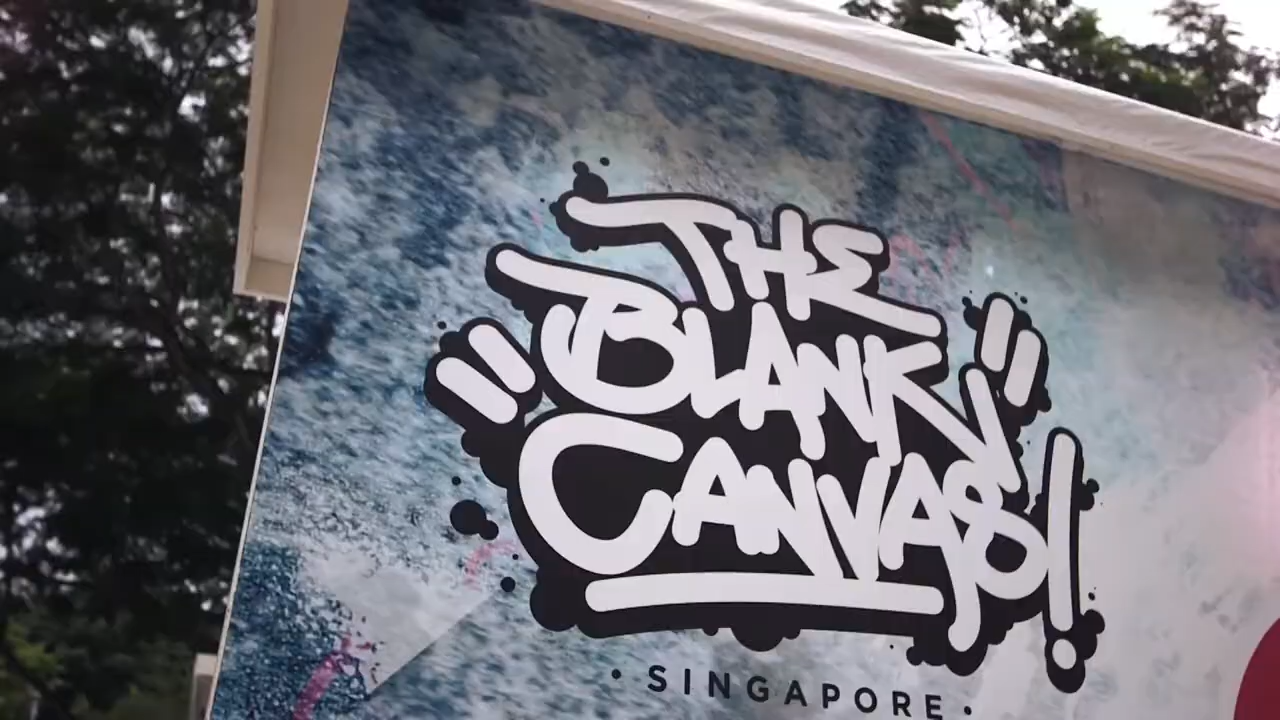 "THE
BLANK"
CANVAS!
• SINGAPORE •